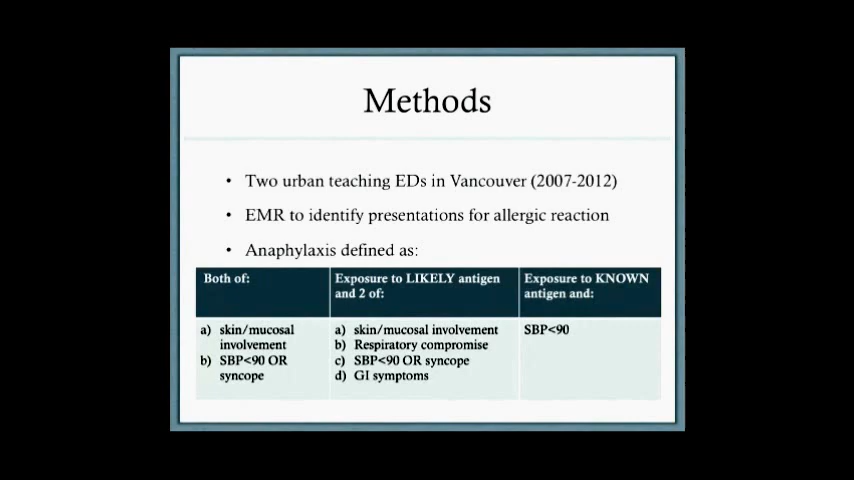 Methods
• Two urban teaching EDs in Vancouver (2007-2012)
• EMR to identify presentations for allergic reaction
• Anaphylaxis defined as:
Both of:
a) skin/mucosal
involvement
b) SBP<90 OR
syncope
Exposure to LIKELY antigen
and 2 of:
a) skin/mucosal involvement
b) Respiratory compromise
c) SBP<90 OR syncope
d) GI symptoms
Exposure to KNOWN
antigen and:
SBP<90